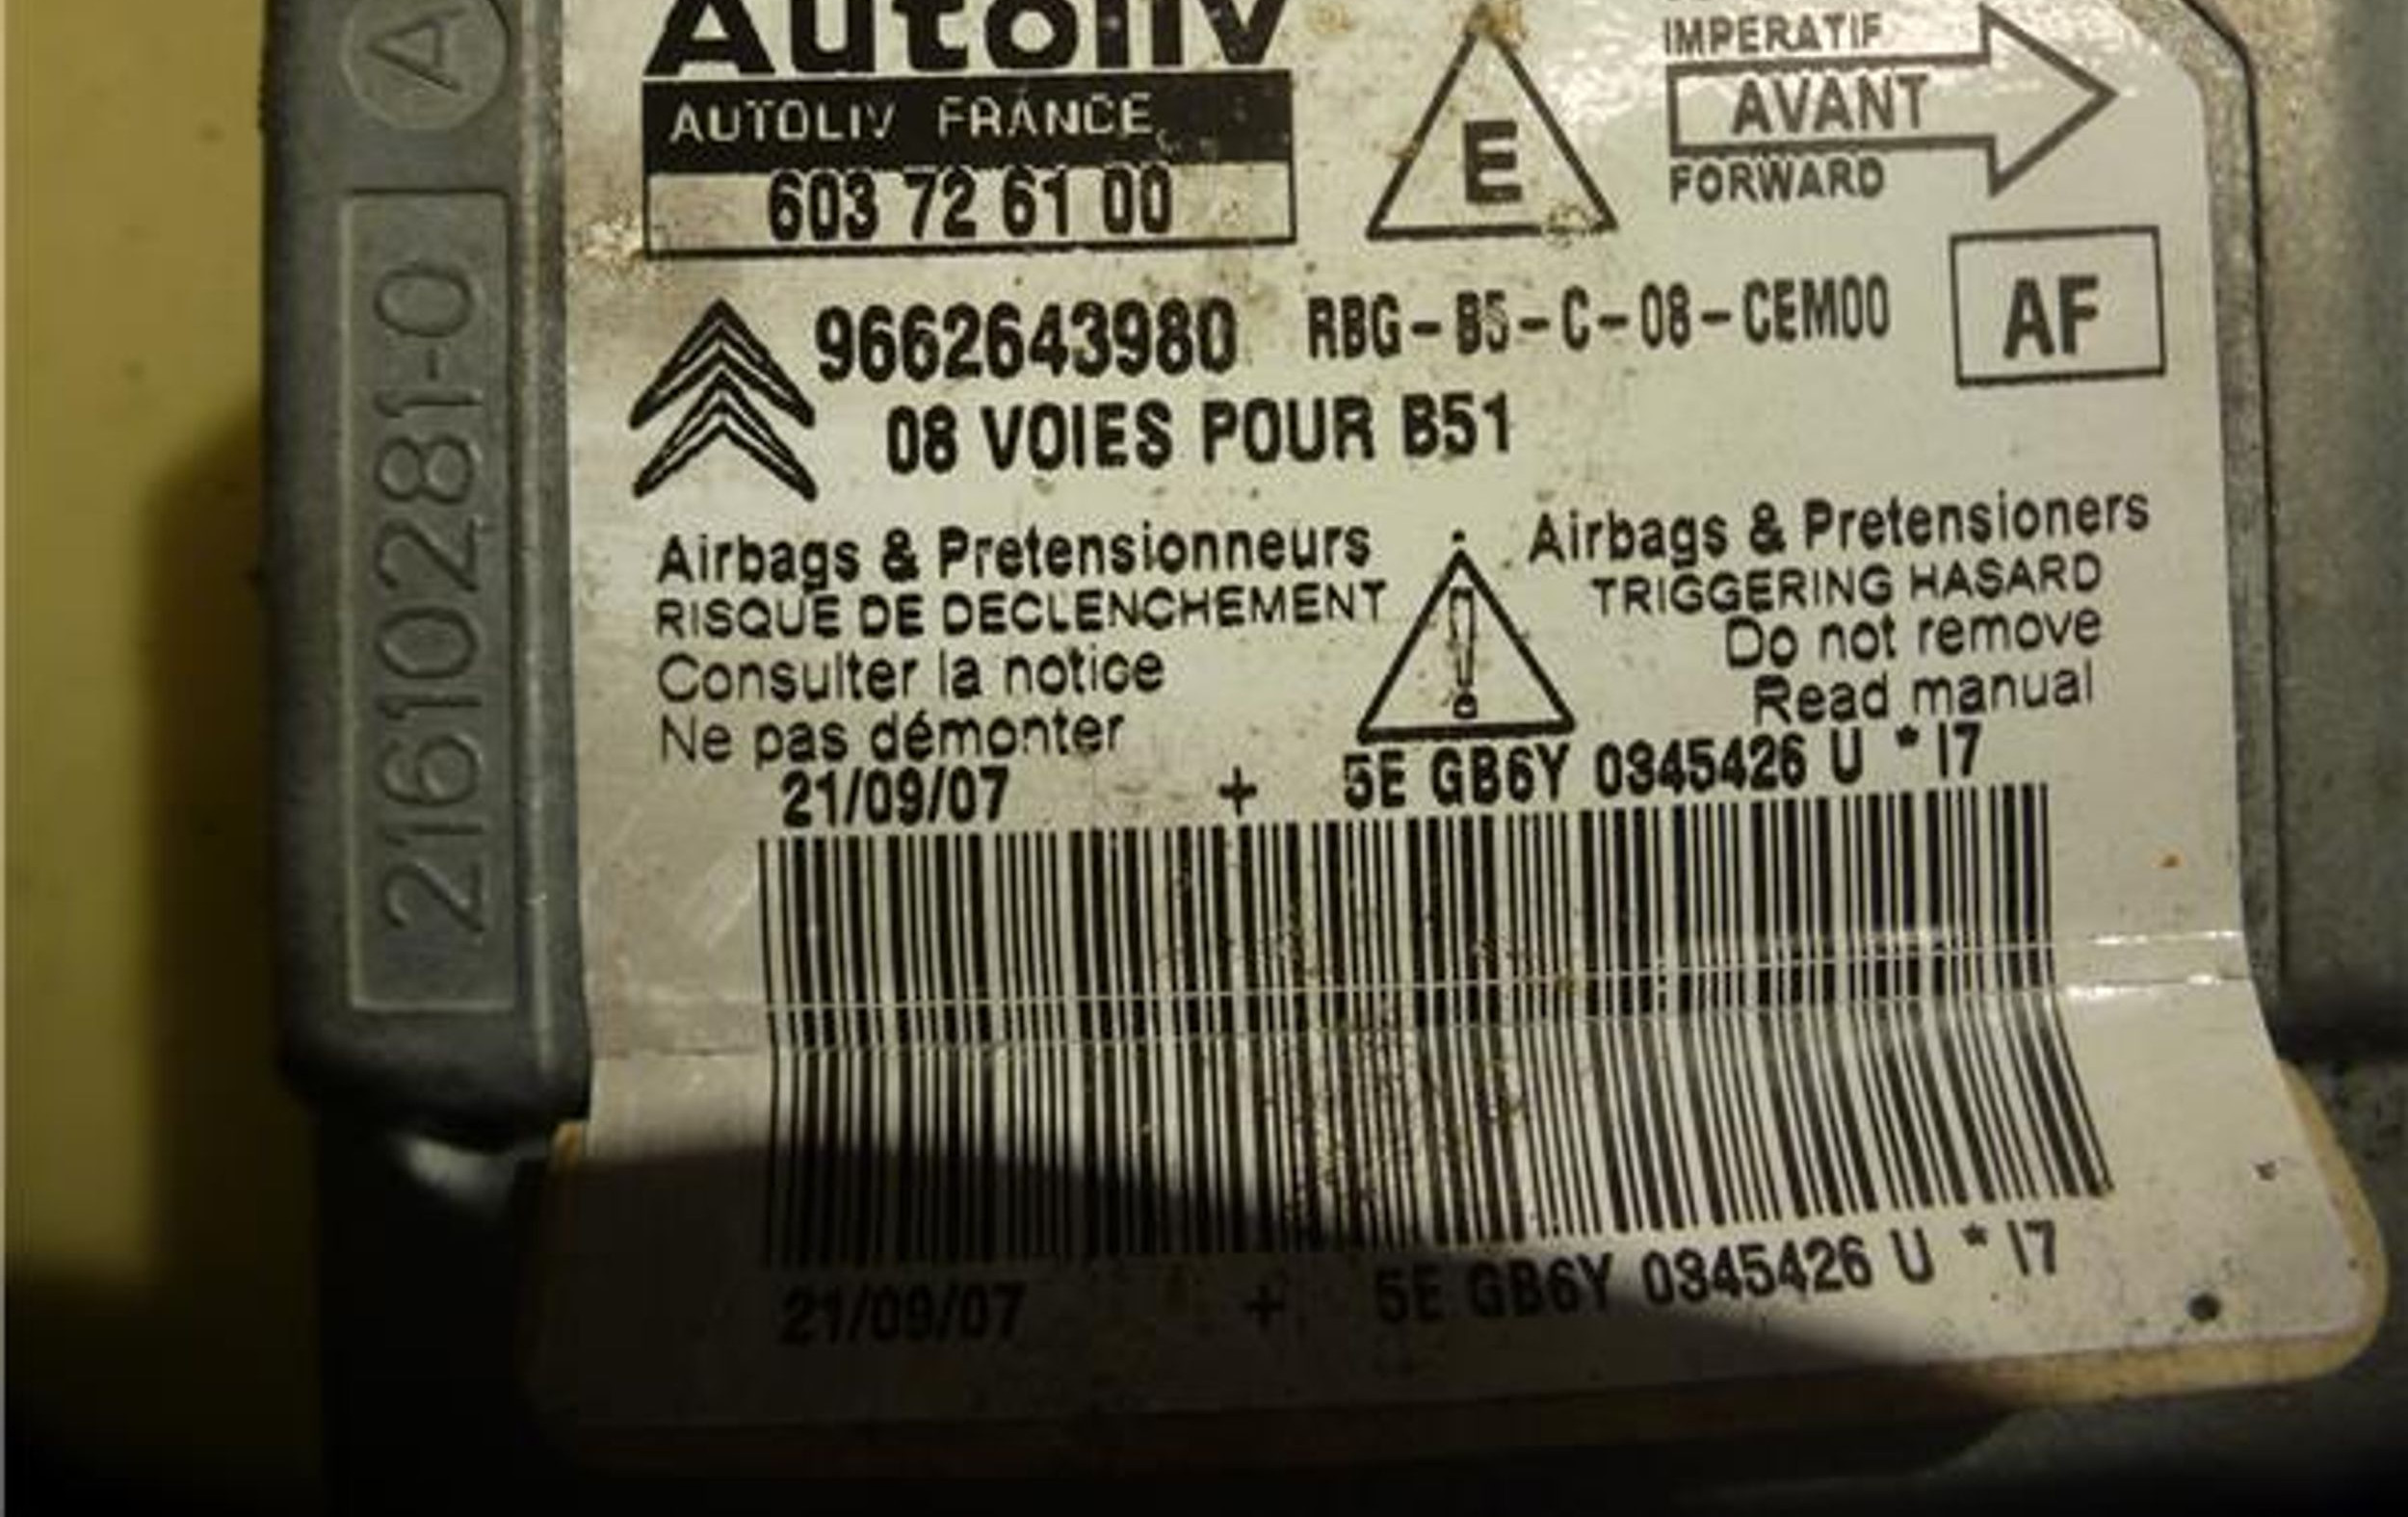 Autoliv
AUTOLIV FRANCE
603 72 61 00
E
IMPERATIF
AVANT
FORWARD
9662643980 RBG-B5-C-08-CEM00
AF
08 VOIES POUR B51
Airbags & Pretensionneurs
RISQUE DE DECLENCHEMENT
Consulter la notice
Ne pas démonter
!
Airbags & Pretensioners
TRIGGERING HASARD
Do not remove
Read manual
21/09/07 + 5E GB6Y 0345426 U * I7
21/09/07 + 5E GB6Y 0345426 U * I7
A
21610281-0